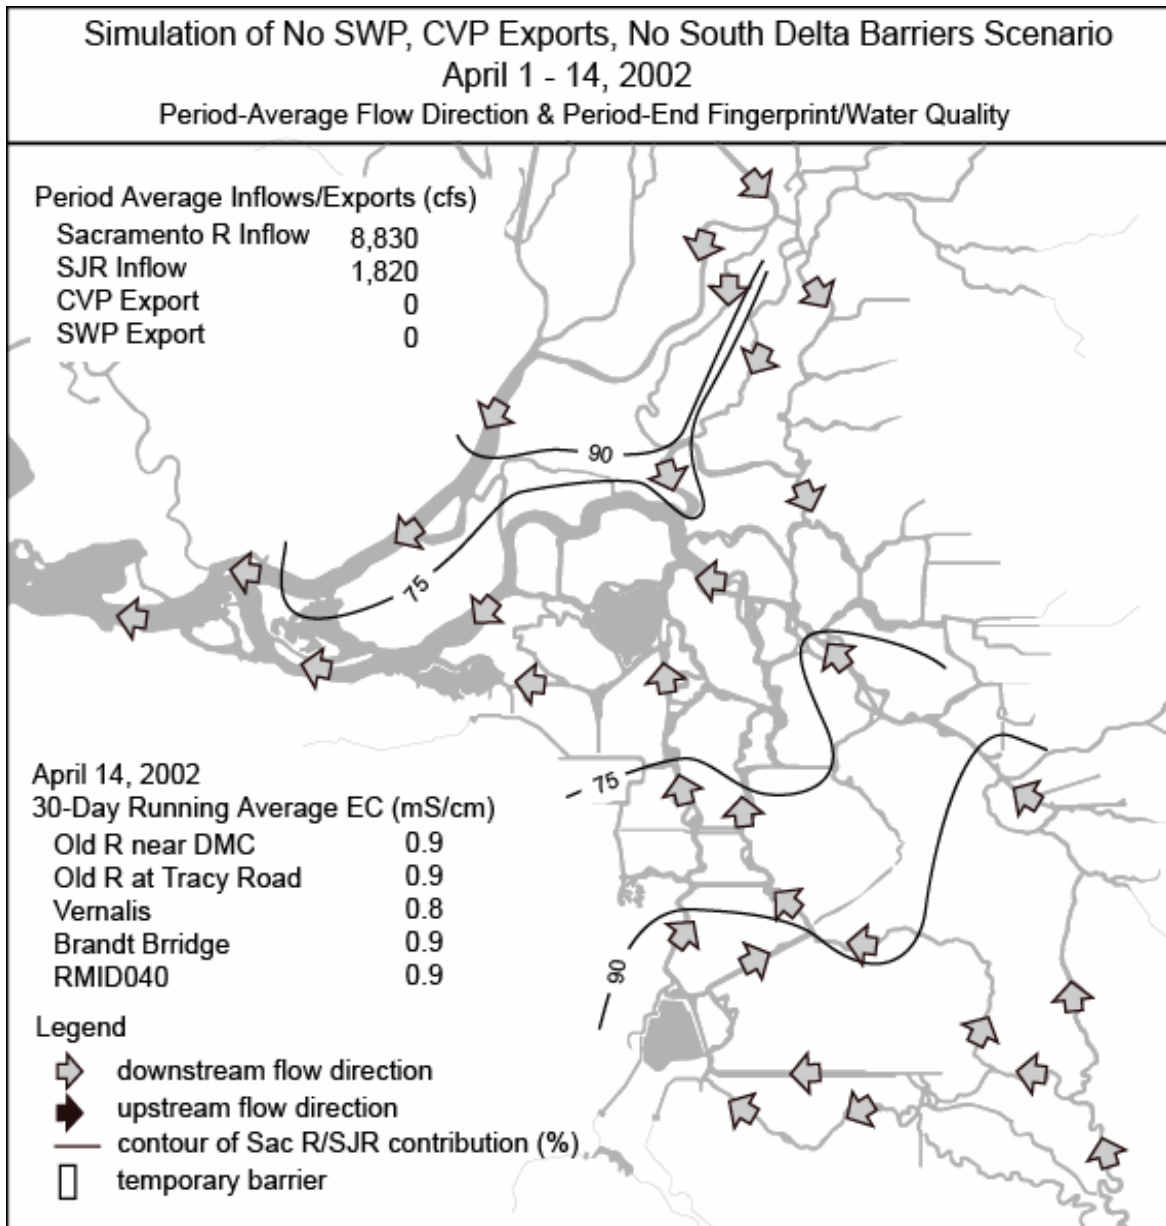 Simulation of No SWP, CVP Exports, No South Delta Barriers Scenario
April 1 - 14, 2002
Period-Average Flow Direction & Period-End Fingerprint/Water Quality
Period Average Inflows/Exports (cfs)
Sacramento R Inflow 8,830
SJR Inflow 1,820
CVP Export 0
SWP Export 0
90
75
75
90
April 14, 2002
30-Day Running Average EC (mS/cm)
Old R near DMC 0.9
Old R at Tracy Road 0.9
Vernalis 0.8
Brandt Brridge 0.9
RMID040 0.9
Legend
downstream flow direction
upstream flow direction
contour of Sac R/SJR contribution (%)
temporary barrier